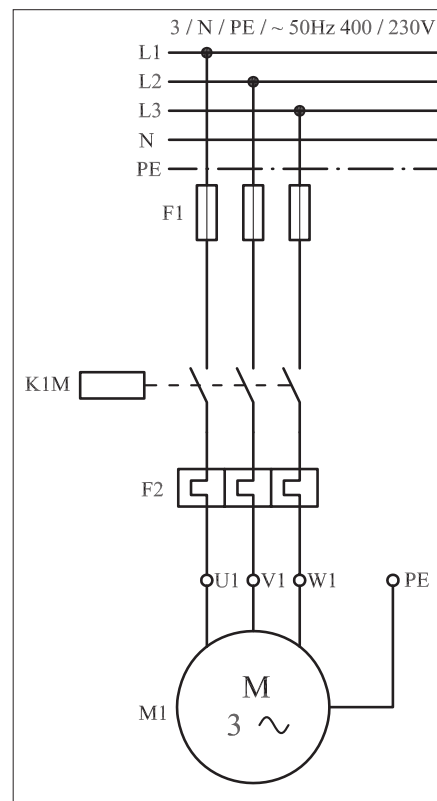 3 / N / PE / ~ 50Hz 400 / 230V
L1
L2
L3
N
PE
F1
K1M
F2
U1 V1 W1 PE
M
M1
3 ~